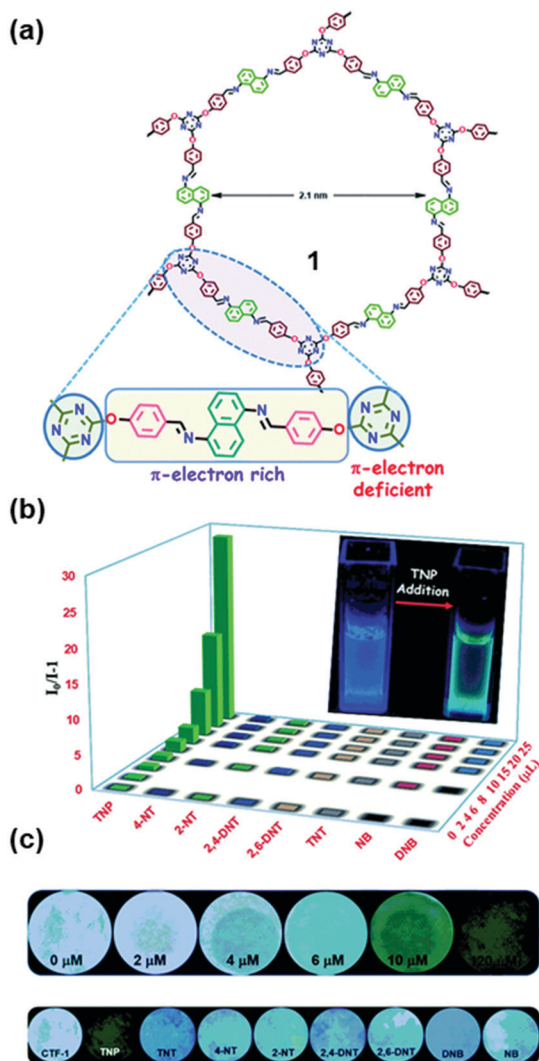 (a)
2.1 nm
1
π-electron rich
π-electron
deficient
(b)
TNP
Addition
I₀/I-1
30
25
20
15
10
5
0
TNP
4-NT
2-NT
2,4-DNT
2,6-DNT
TNT
NB
DNB
0 2 4 6 8 10 15 20 25
Concentration (µL)
(c)
0 µM
2 µM
4 µM
6 µM
10 µM
CTF-1
TNP
TNT
4-NT
2-NT
2,4-DNT
2,6-DNT
DNB
NB